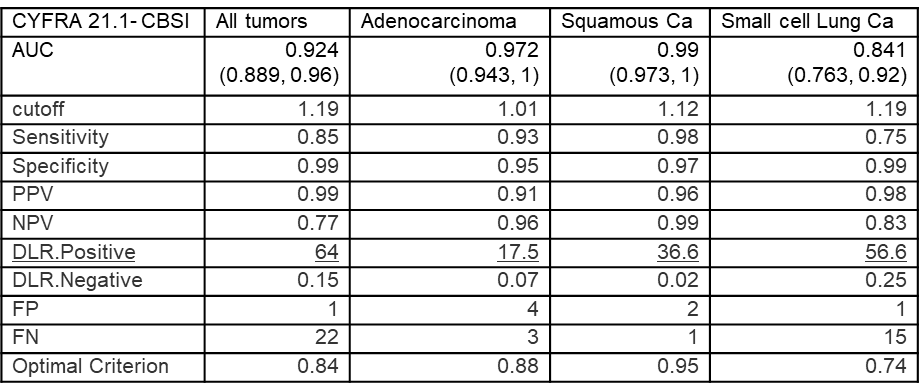 CYFRA 21.1- CBSI All tumors Adenocarcinoma Squamous Ca Small cell Lung Ca
AUC 0.924 0.972 0.99 0.841
(0.889, 0.96) (0.943, 1) (0.973, 1) (0.763, 0.92)
cutoff 1.19 1.01 1.12 1.19
Sensitivity 0.85 0.93 0.98 0.75
Specificity 0.99 0.95 0.97 0.99
PPV 0.99 0.91 0.96 0.98
NPV 0.77 0.96 0.99 0.83
DLR.Positive 64 17.5 36.6 56.6
DLR.Negative 0.15 0.07 0.02 0.25
FP 1 4 2 1
FN 22 3 1 15
Optimal Criterion 0.84 0.88 0.95 0.74